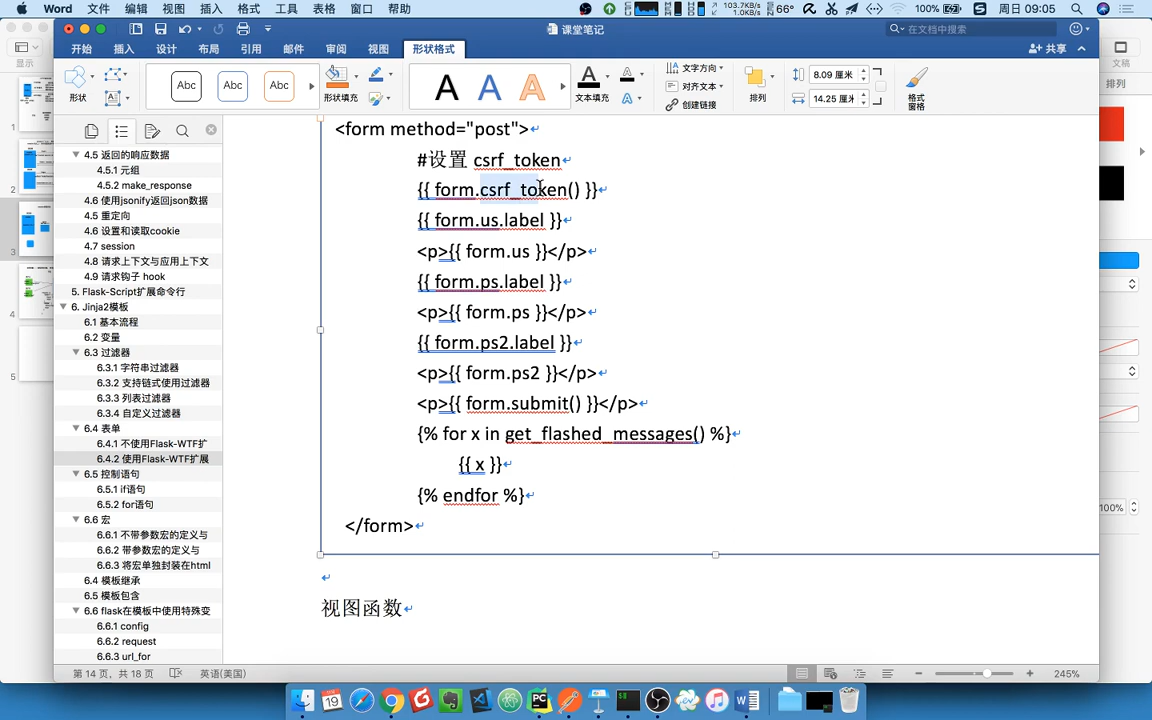 Word 文件 编辑 视图 插入 格式 工具 表格 窗口 帮助 103.7KB/s 1.0KB/s 66° 100% 周日 09:05
课堂笔记
在文档中搜索
开始 插入 设计 布局 引用 邮件 审阅 视图 形状格式 共享
形状 Abc Abc Abc 形状填充 A A A 文本填充 文字方向 对齐文本 创建链接 排列 8.09 厘米 14.25 厘米 格式窗格
显示
文稿
排列
1
2
3
4
5
4.5 返回的响应数据
4.5.1 元组
4.5.2 make_response
4.6 使用jsonify返回json数据
4.5 重定向
4.6 设置和读取cookie
4.7 session
4.8 请求上下文与应用上下文
4.9 请求钩子 hook
5. Flask-Script扩展命令行
6. Jinja2模板
6.1 基本流程
6.2 变量
6.3 过滤器
6.3.1 字符串过滤器
6.3.2 支持链式使用过滤器
6.3.3 列表过滤器
6.3.4 自定义过滤器
6.4 表单
6.4.1 不使用Flask-WTF扩
6.4.2 使用Flask-WTF扩展
6.5 控制语句
6.5.1 if语句
6.5.2 for语句
6.6 宏
6.6.1 不带参数宏的定义与
6.6.2 带参数宏的定义与
6.6.3 将宏单独封装在html
6.4 模板继承
6.5 模板包含
6.6 flask在模板中使用特殊变
6.6.1 config
6.6.2 request
6.6.3 url_for
<form method="post">
#设置 csrf_token
{{ form.csrf_token() }}
{{ form.us.label }}
<p>{{ form.us }}</p>
{{ form.ps.label }}
<p>{{ form.ps }}</p>
{{ form.ps2.label }}
<p>{{ form.ps2 }}</p>
<p>{{ form.submit() }}</p>
{% for x in get_flashed_messages() %}
{{ x }}
{% endfor %}
</form>
视图函数
100%
第 14 页，共 18 页 英语(美国) 245%
19